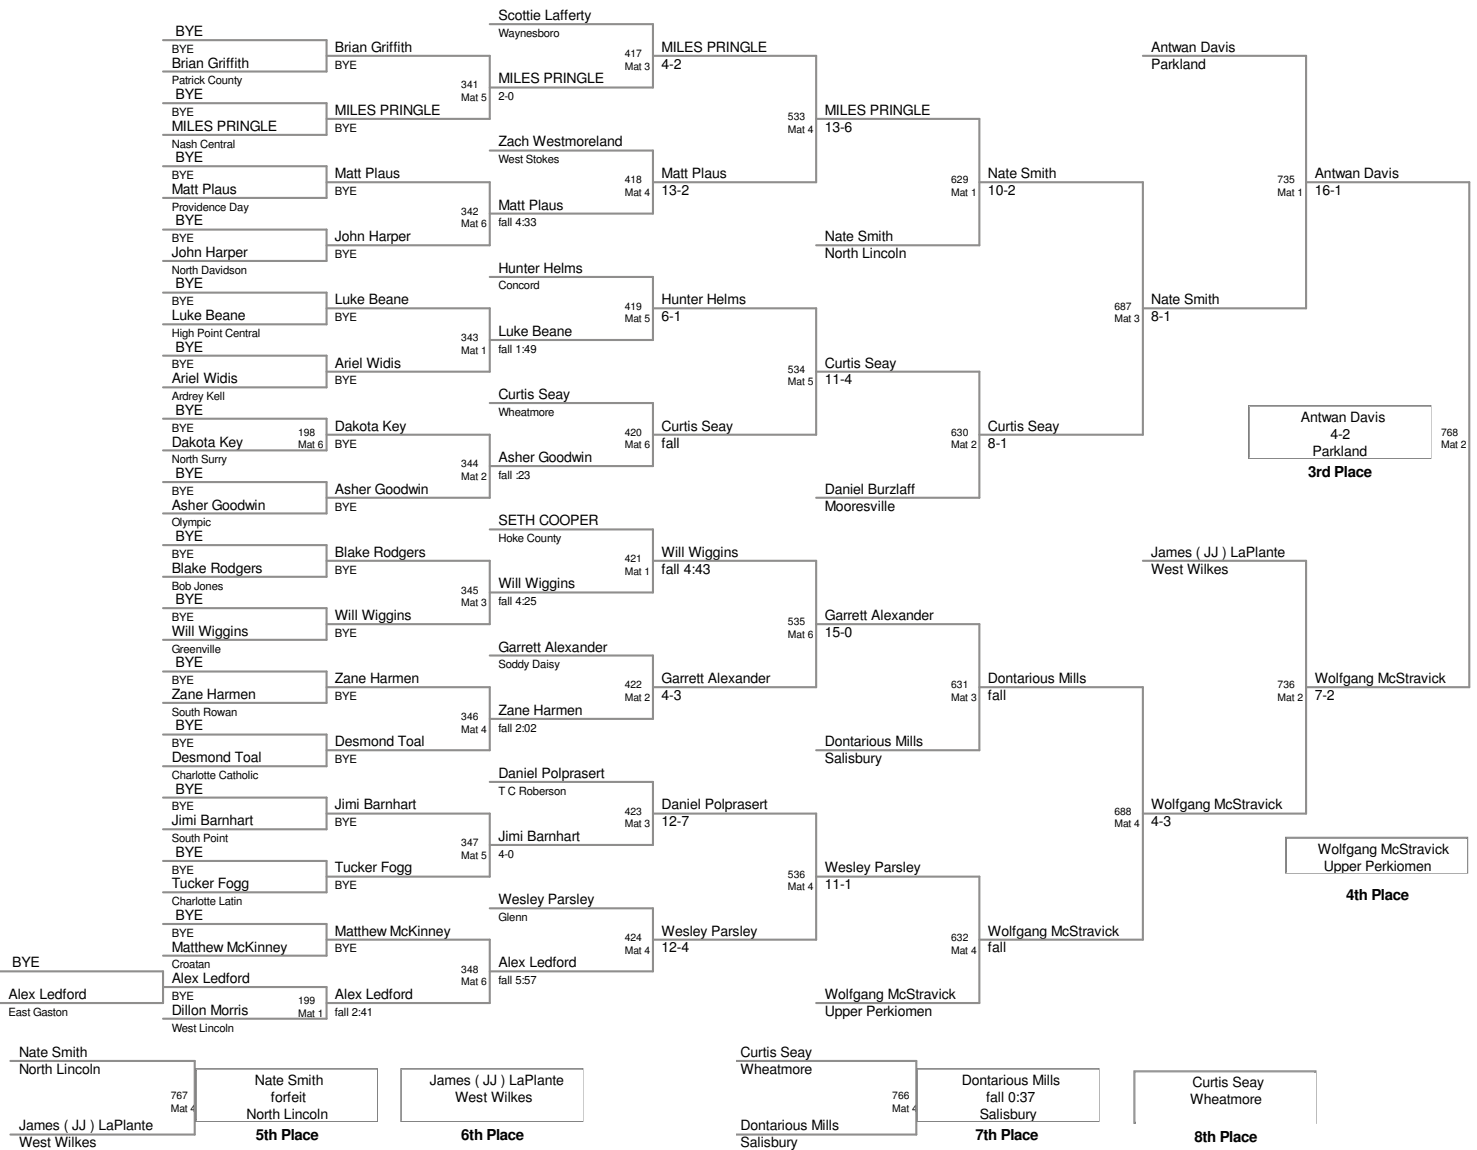 Scottie Lafferty
Waynesboro
BYE
BYE
Brian Griffith
Patrick County
BYE
BYE
MILES PRINGLE
Nash Central
BYE
BYE
Matt Plaus
Providence Day
BYE
BYE
John Harper
North Davidson
BYE
BYE
Luke Beane
High Point Central
BYE
BYE
Ariel Widis
Ardrey Kell
BYE
BYE
Dakota Key
198
Mat 6
North Surry
BYE
BYE
Asher Goodwin
Olympic
BYE
BYE
Blake Rodgers
Bob Jones
BYE
BYE
Will Wiggins
Greenville
BYE
BYE
Zane Harmen
South Rowan
BYE
BYE
Desmond Toal
Charlotte Catholic
BYE
BYE
Jimi Barnhart
South Point
BYE
BYE
Tucker Fogg
Charlotte Latin
BYE
BYE
Matthew McKinney
Croatan
BYE
Alex Ledford
East Gaston
Alex Ledford
BYE
Dillon Morris
199
Mat 1
West Lincoln
Brian Griffith
BYE
341
Mat 5
MILES PRINGLE
BYE
Matt Plaus
BYE
342
Mat 6
John Harper
BYE
Luke Beane
BYE
343
Mat 1
Ariel Widis
BYE
Dakota Key
BYE
344
Mat 2
Asher Goodwin
BYE
Blake Rodgers
BYE
345
Mat 3
Will Wiggins
BYE
Zane Harmen
BYE
346
Mat 4
Desmond Toal
BYE
Jimi Barnhart
BYE
347
Mat 5
Tucker Fogg
BYE
Matthew McKinney
BYE
348
Mat 6
Alex Ledford
fall 2:41
417
Mat 3
MILES PRINGLE
2-0
Zach Westmoreland
West Stokes
418
Mat 4
Matt Plaus
fall 4:33
Hunter Helms
Concord
419
Mat 5
Luke Beane
fall 1:49
Curtis Seay
Wheatmore
420
Mat 6
Asher Goodwin
fall :23
SETH COOPER
Hoke County
421
Mat 1
Will Wiggins
fall 4:25
Garrett Alexander
Soddy Daisy
422
Mat 2
Zane Harmen
fall 2:02
Daniel Polprasert
T C Roberson
423
Mat 3
Jimi Barnhart
4-0
Wesley Parsley
Glenn
424
Mat 4
Alex Ledford
fall 5:57
MILES PRINGLE
4-2
533
Mat 4
Matt Plaus
13-2
Hunter Helms
6-1
534
Mat 5
Curtis Seay
fall
Will Wiggins
fall 4:43
535
Mat 6
Garrett Alexander
4-3
Daniel Polprasert
12-7
536
Mat 4
Wesley Parsley
12-4
MILES PRINGLE
13-6
629
Mat 1
Nate Smith
North Lincoln
Curtis Seay
11-4
630
Mat 2
Daniel Burzlaff
Mooresville
Garrett Alexander
15-0
631
Mat 3
Dontarious Mills
Salisbury
Wesley Parsley
11-1
632
Mat 4
Wolfgang McStravick
Upper Perkiomen
Nate Smith
10-2
687
Mat 3
Curtis Seay
8-1
Dontarious Mills
fall
688
Mat 4
Wolfgang McStravick
fall
Antwan Davis
Parkland
735
Mat 1
Nate Smith
8-1
James ( JJ ) LaPlante
West Wilkes
736
Mat 2
Wolfgang McStravick
4-3
Antwan Davis
16-1
Antwan Davis
4-2
Parkland
3rd Place
768
Mat 2
Wolfgang McStravick
7-2
Wolfgang McStravick
Upper Perkiomen
4th Place
Nate Smith
North Lincoln
767
Mat 4
James ( JJ ) LaPlante
West Wilkes
Nate Smith
forfeit
North Lincoln
5th Place
James ( JJ ) LaPlante
West Wilkes
6th Place
Curtis Seay
Wheatmore
766
Mat 4
Dontarious Mills
Salisbury
Dontarious Mills
fall 0:37
Salisbury
7th Place
Curtis Seay
Wheatmore
8th Place